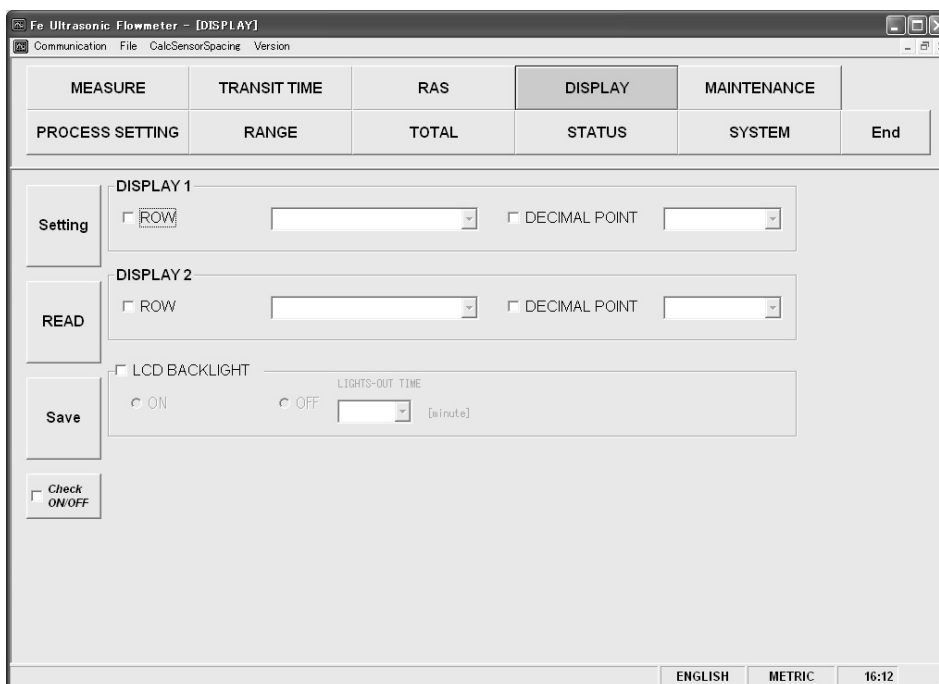 Fe Ultrasonic Flowmeter - [DISPLAY]
Communication File CalcSensorSpacing Version
MEASURE TRANSIT TIME RAS DISPLAY MAINTENANCE
PROCESS SETTING RANGE TOTAL STATUS SYSTEM End
DISPLAY 1
Setting ROW DECIMAL POINT
DISPLAY 2
READ ROW DECIMAL POINT
LCD BACKLIGHT
LIGHTS-OUT TIME
ON OFF [minute]
Save
Check
ON/OFF
ENGLISH METRIC 16:12